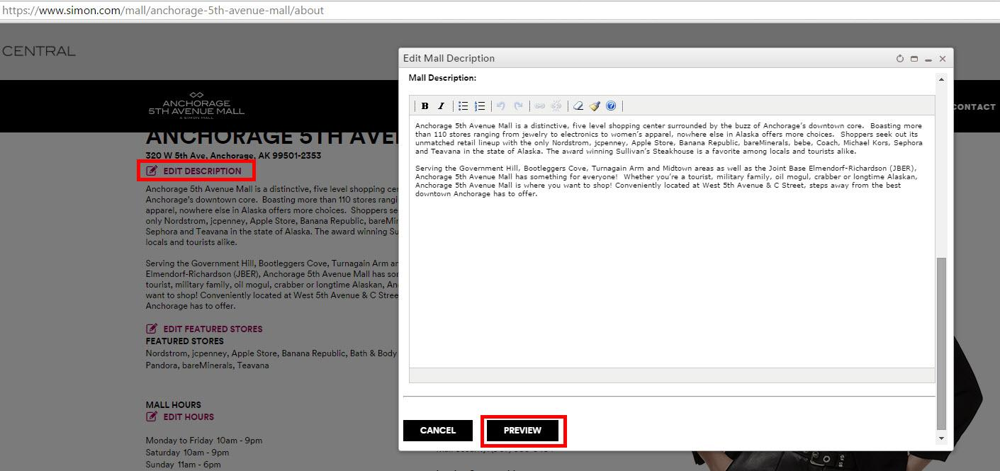 https://www.simon.com/mall/anchorage-5th-avenue-mall/about
CENTRAL
ANCHORAGE
5TH AVENUE MALL
A SIMON MALL
CONTACT
ANCHORAGE 5TH AVE
320 W 5th Ave, Anchorage, AK 99501-2353
EDIT DESCRIPTION
Anchorage 5th Avenue Mall is a distinctive, five level shopping cen
Anchorage's downtown core. Boasting more than 110 stores rangi
apparel, nowhere else in Alaska offers more choices. Shoppers se
only Nordstrom, jcpenney, Apple Store, Banana Republic, bareMin
Sephora and Teavana in the state of Alaska. The award winning Su
locals and tourists alike.
Serving the Government Hill, Bootleggers Cove, Turnagain Arm an
Elmendorf-Richardson (JBER), Anchorage 5th Avenue Mall has som
tourist, military family, oil mogul, crabber or longtime Alaskan, An
want to shop! Conveniently located at West 5th Avenue & C Stree
Anchorage has to offer.
EDIT FEATURED STORES
FEATURED STORES
Nordstrom, jcpenney, Apple Store, Banana Republic, Bath & Body
Pandora, bareMinerals, Teavana
MALL HOURS
EDIT HOURS
Monday to Friday 10am - 9pm
Saturday 10am - 9pm
Sunday 11am - 6pm
Edit Mall Decription
Mall Description:
B I
Anchorage 5th Avenue Mall is a distinctive, five level shopping center surrounded by the buzz of Anchorage's downtown core. Boasting more
than 110 stores ranging from jewelry to electronics to women's apparel, nowhere else in Alaska offers more choices. Shoppers seek out its
unmatched retail lineup with the only Nordstrom, jcpenney, Apple Store, Banana Republic, bareMinerals, bebe, Coach, Michael Kors, Sephora
and Teavana in the state of Alaska. The award winning Sullivan's Steakhouse is a favorite among locals and tourists alike.
Serving the Government Hill, Bootleggers Cove, Turnagain Arm and Midtown areas as well as the Joint Base Elmendorf-Richardson (JBER),
Anchorage 5th Avenue Mall has something for everyone! Whether you're a tourist, military family, oil mogul, crabber or longtime Alaskan,
Anchorage 5th Avenue Mall is where you want to shop! Conveniently located at West 5th Avenue & C Street, steps away from the best
downtown Anchorage has to offer.
CANCEL
PREVIEW